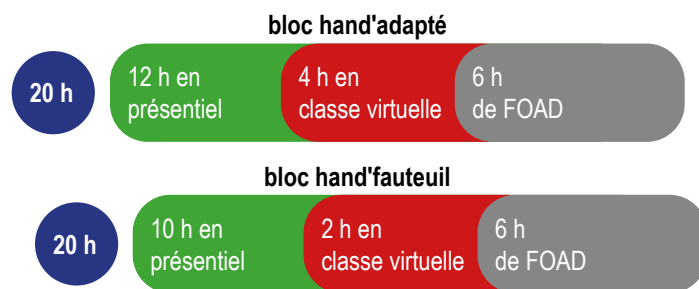 bloc hand'adapté
20 h
12 h en
présentiel
4 h en
classe virtuelle
6 h
de FOAD
bloc hand'fauteuil
20 h
10 h en
présentiel
2 h en
classe virtuelle
6 h
de FOAD